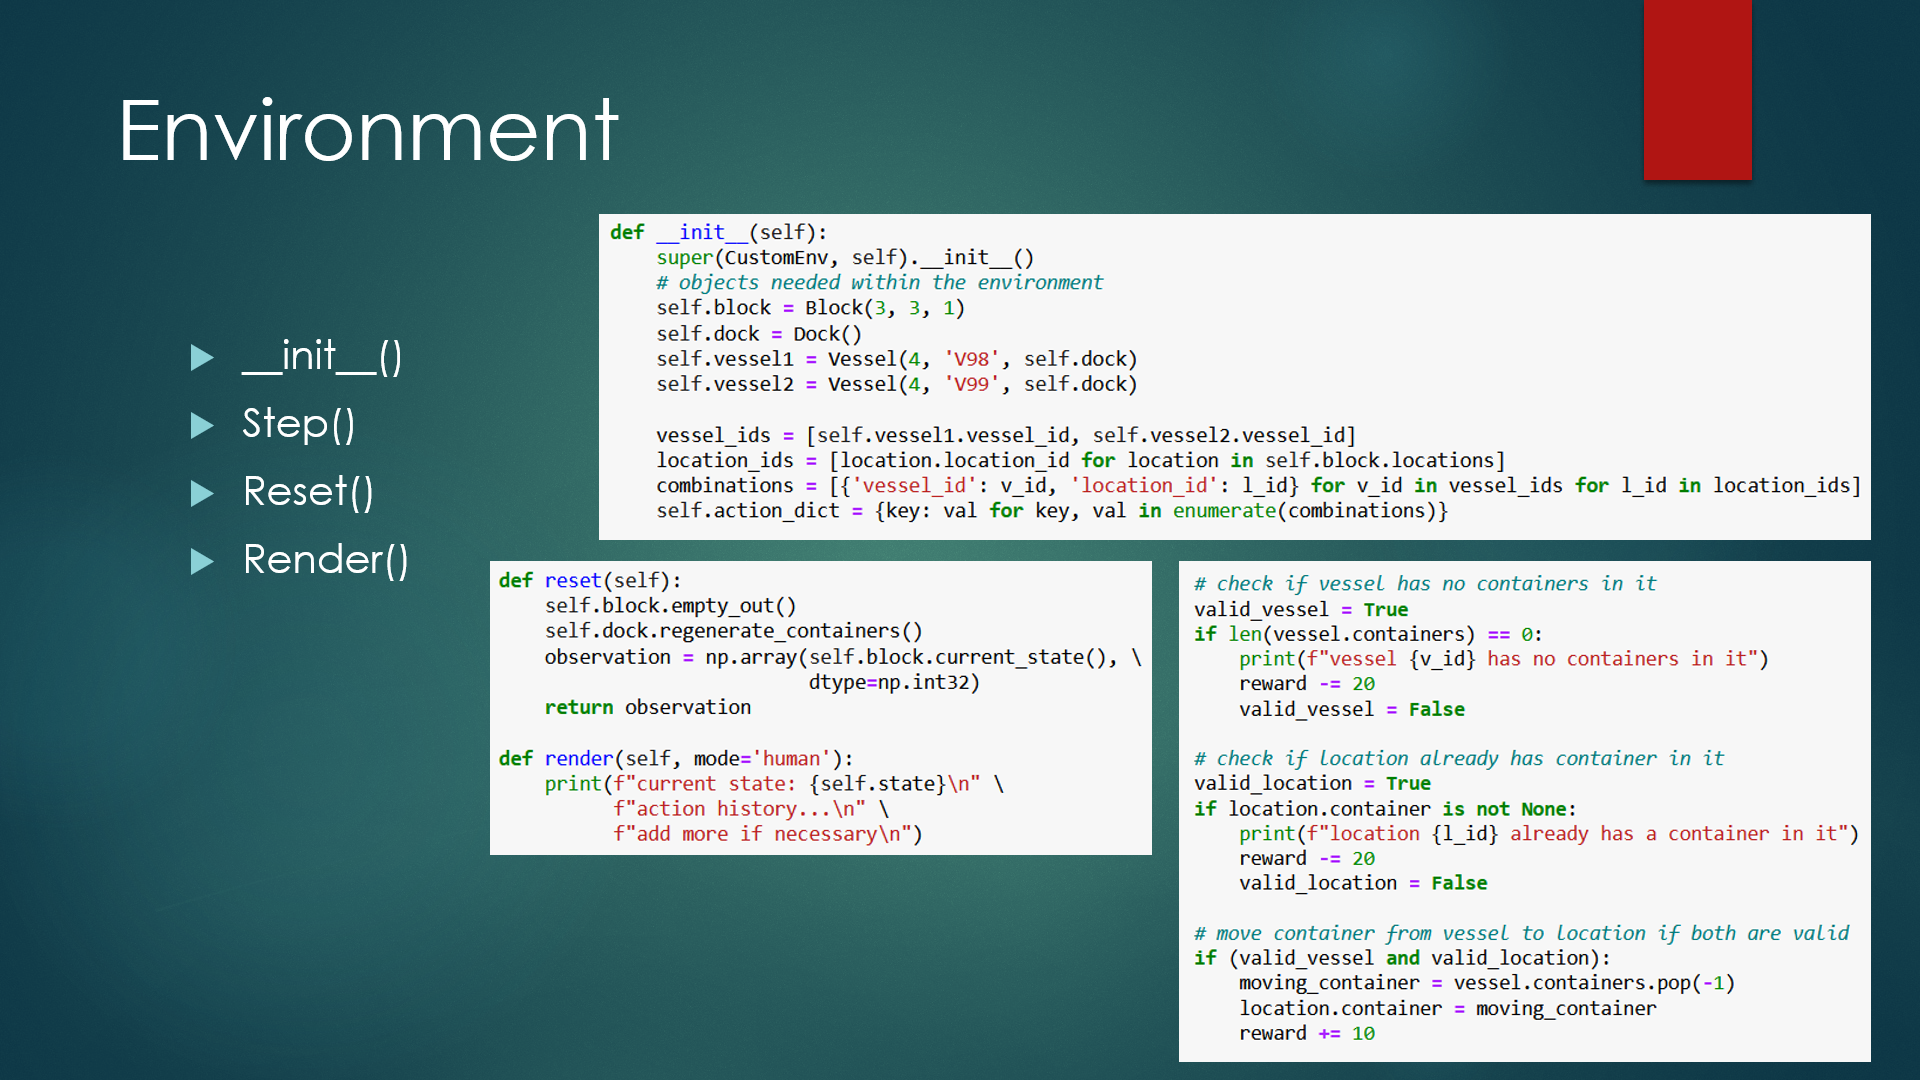 Environment
__init__()
Step()
Reset()
Render()
def __init__(self):
    super(CustomEnv, self).__init__()
    # objects needed within the environment
    self.block = Block(3, 3, 1)
    self.dock = Dock()
    self.vessel1 = Vessel(4, 'V98', self.dock)
    self.vessel2 = Vessel(4, 'V99', self.dock)
    vessel_ids = [self.vessel1.vessel_id, self.vessel2.vessel_id]
    location_ids = [location.location_id for location in self.block.locations]
    combinations = [{'vessel_id': v_id, 'location_id': l_id} for v_id in vessel_ids for l_id in location_ids]
    self.action_dict = {key: val for key, val in enumerate(combinations)}
def reset(self):
    self.block.empty_out()
    self.dock.regenerate_containers()
    observation = np.array(self.block.current_state(), \
                           dtype=np.int32)
    return observation
def render(self, mode='human'):
    print(f"current state: {self.state}\n" \
          f"action history...\n" \
          f"add more if necessary\n")
# check if vessel has no containers in it
valid_vessel = True
if len(vessel.containers) == 0:
    print(f"vessel {v_id} has no containers in it")
    reward -= 20
    valid_vessel = False
# check if location already has container in it
valid_location = True
if location.container is not None:
    print(f"location {l_id} already has a container in it")
    reward -= 20
    valid_location = False
# move container from vessel to location if both are valid
if (valid_vessel and valid_location):
    moving_container = vessel.containers.pop(-1)
    location.container = moving_container
    reward += 10